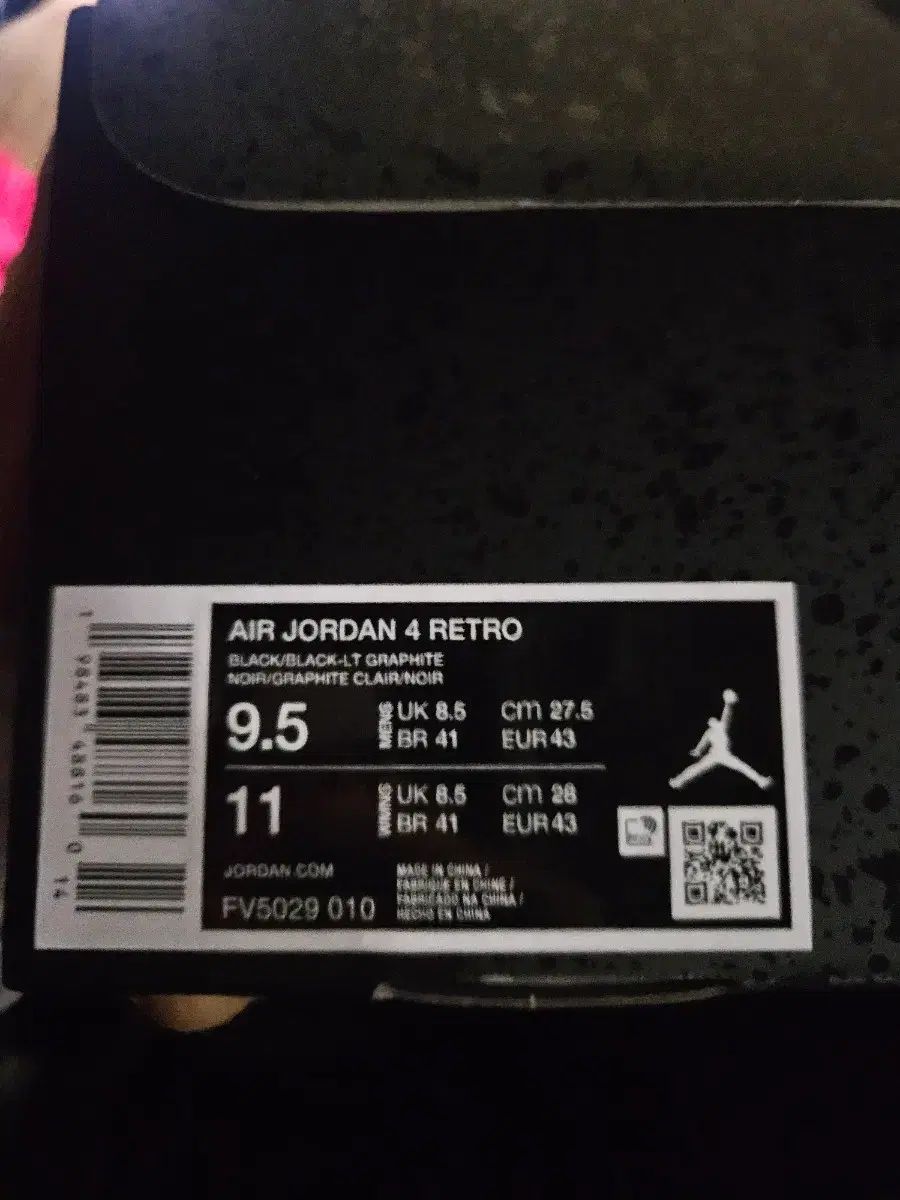 AIR JORDAN 4 RETRO
BLACK/BLACK-LT GRAPHITE
NOIR/GRAPHITE CLAIR/NOIR
9.5 MENS UK 8.5 cm 27.5
BR 41 EUR 43
11 WMNS UK 8.5 cm 28
BR 41 EUR 43
JORDAN.COM
FV5029 010
MADE IN CHINA /
FABRIQUE EN CHINE /
FABRICADO NA CHINA /
HECHO EN CHINA